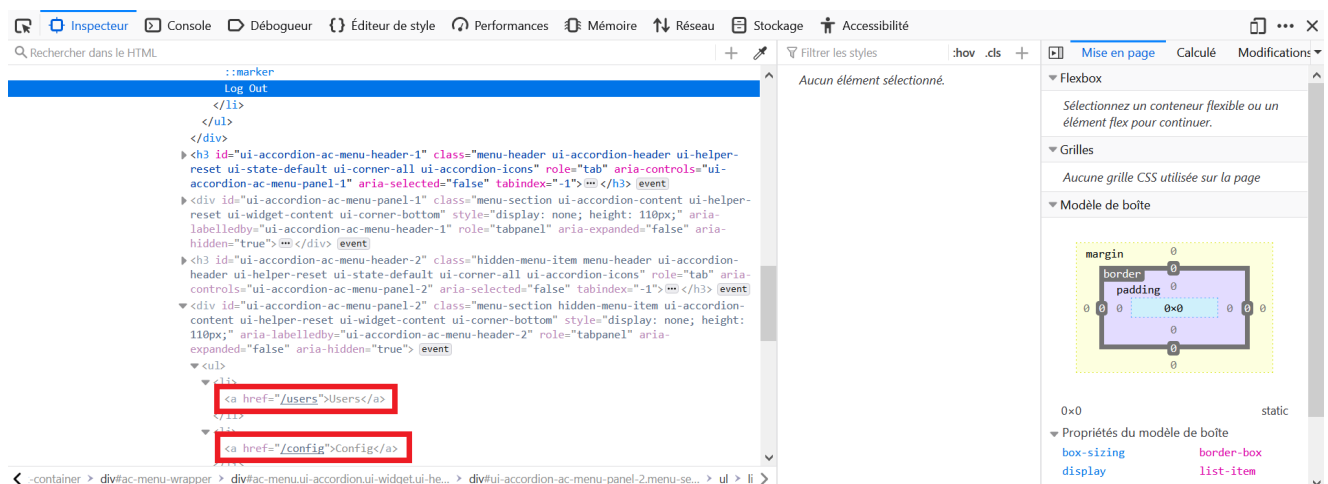 Inspecteur Console Débogueur Éditeur de style Performances Mémoire Réseau Stockage Accessibilité
Rechercher dans le HTML
::marker
Log Out
</li>
</ul>
</div>
<h3 id="ui-accordion-ac-menu-header-1" class="menu-header ui-accordion-header ui-helper-
reset ui-state-default ui-corner-all ui-accordion-icons" role="tab" aria-controls="ui-
accordion-ac-menu-panel-1" aria-selected="false" tabindex="-1"> </h3> event
<div id="ui-accordion-ac-menu-panel-1" class="menu-section ui-accordion-content ui-helper-
reset ui-widget-content ui-corner-bottom" style="display: none; height: 110px;" aria-
labelledby="ui-accordion-ac-menu-header-1" role="tabpanel" aria-expanded="false" aria-
hidden="true"> </div> event
<h3 id="ui-accordion-ac-menu-header-2" class="hidden-menu-item menu-header ui-accordion-
header ui-helper-reset ui-state-default ui-corner-all ui-accordion-icons" role="tab" aria-
controls="ui-accordion-ac-menu-panel-2" aria-selected="false" tabindex="-1"> </h3> event
<div id="ui-accordion-ac-menu-panel-2" class="menu-section hidden-menu-item ui-accordion-
content ui-helper-reset ui-widget-content ui-corner-bottom" style="display: none; height:
110px;" aria-labelledby="ui-accordion-ac-menu-header-2" role="tabpanel" aria-
expanded="false" aria-hidden="true"> event
<ul>
<li>
<a href="/users">Users</a>
</li>
<li>
<a href="/config">Config</a>
-container > div#ac-menu-wrapper > div#ac-menu.ui-accordion.ui-widget.ui-he... > div#ui-accordion-ac-menu-panel-2.menu-se... > ul > li
Filtrer les styles :hov .cls
Aucun élément sélectionné.
Mise en page Calculé Modifications
Flexbox
Sélectionnez un conteneur flexible ou un
élément flex pour continuer.
Grilles
Aucune grille CSS utilisée sur la page
Modèle de boîte
margin 0
border 0
padding 0
0 0 0 0×0 0 0 0
0
0
0
0×0 static
Propriétés du modèle de boîte
box-sizing border-box
display list-item